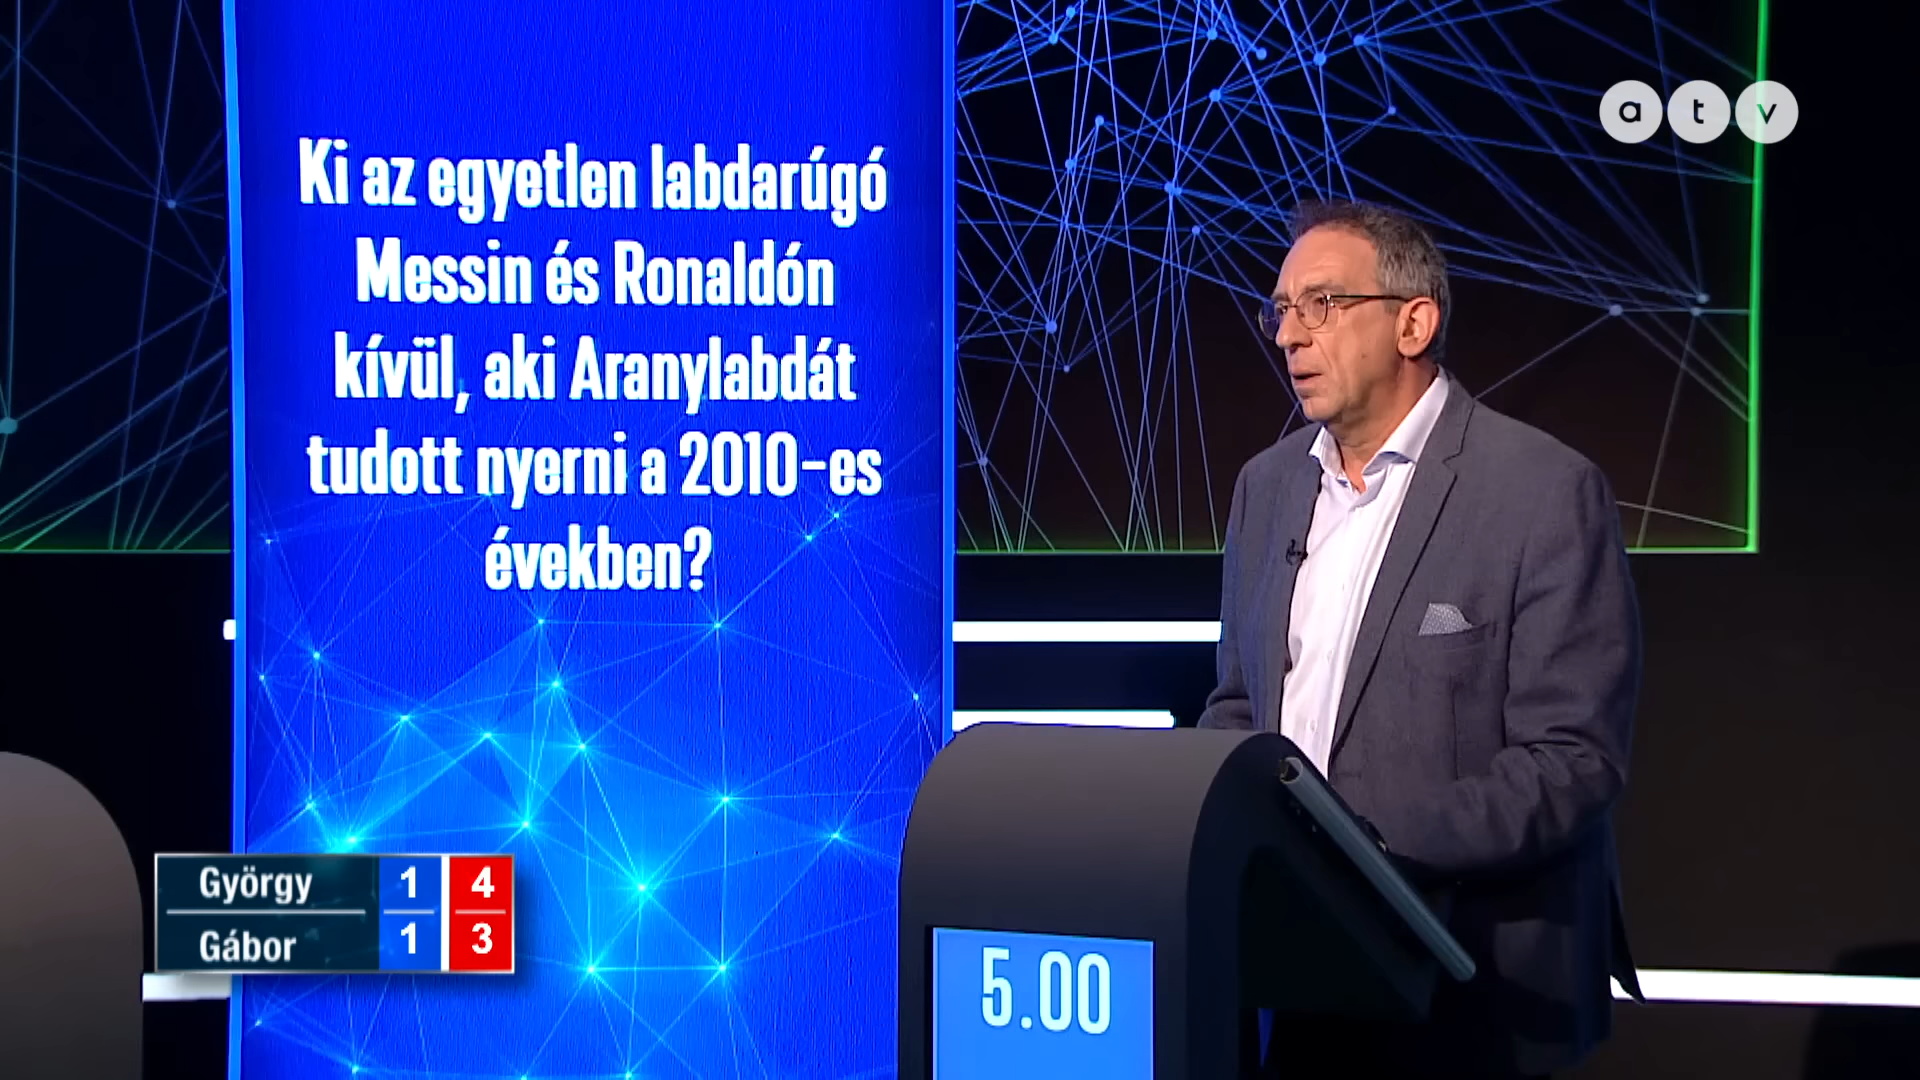 a t v
Ki az egyetlen labdarúgó
Messin és Ronaldón
kívül, aki Aranylabdát
tudott nyerni a 2010-es
években?
György 1 4
Gábor 1 3
5.00